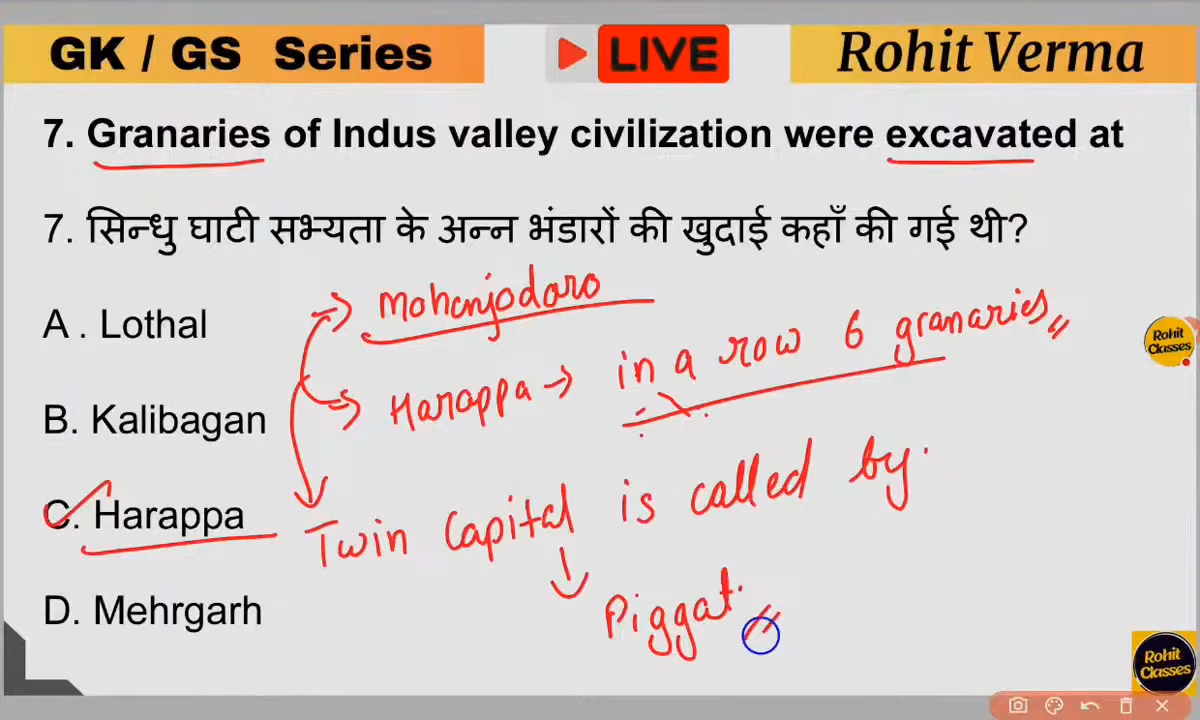 GK / GS Series
LIVE
Rohit Verma
7. Granaries of Indus valley civilization were excavated at
7. सिन्धु घाटी सभ्यता के अन्न भंडारों की खुदाई कहाँ की गई थी?
A . Lothal
Mohenjodaro
Harappa → in a row 6 granaries
B. Kalibagan
C. Harappa
Twin Capital is called by.
D. Mehrgarh
Piggat.
Rohit
Classes
Rohit
Classes